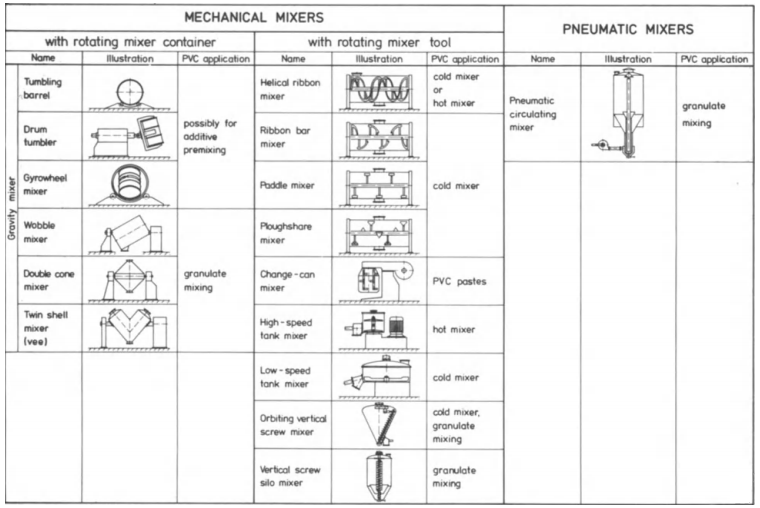 MECHANICAL MIXERS
PNEUMATIC MIXERS
with rotating mixer container
with rotating mixer tool
Name
Illustration
PVC application
Name
Illustration
PVC application
Name
Illustration
PVC application
Gravity mixer
Tumbling
barrel
Drum
tumbler
Gyrowheel
mixer
possibly for
additive
premixing
Wobble
mixer
Double cone
mixer
Twin shell
mixer
(vee)
granulate
mixing
Helical ribbon
mixer
cold mixer
or
hot mixer
Ribbon bar
mixer
Paddle mixer
Ploughshare
mixer
cold mixer
Change-can
mixer
PVC pastes
High-speed
tank mixer
hot mixer
Low-speed
tank mixer
cold mixer
Orbiting vertical
screw mixer
cold mixer,
granulate
mixing
Vertical screw
silo mixer
granulate
mixing
Pneumatic
circulating
mixer
granulate
mixing